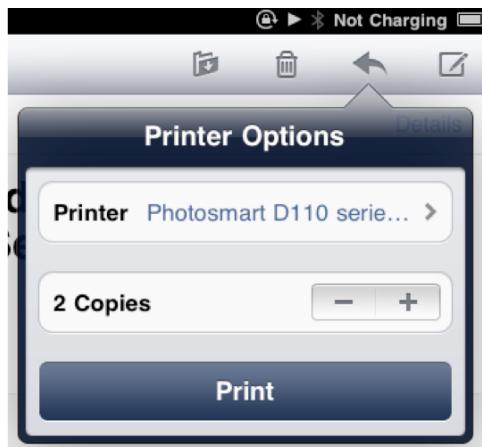 Not Charging
Details
Printer Options
Printer Photosmart D110 serie...
2 Copies
Print